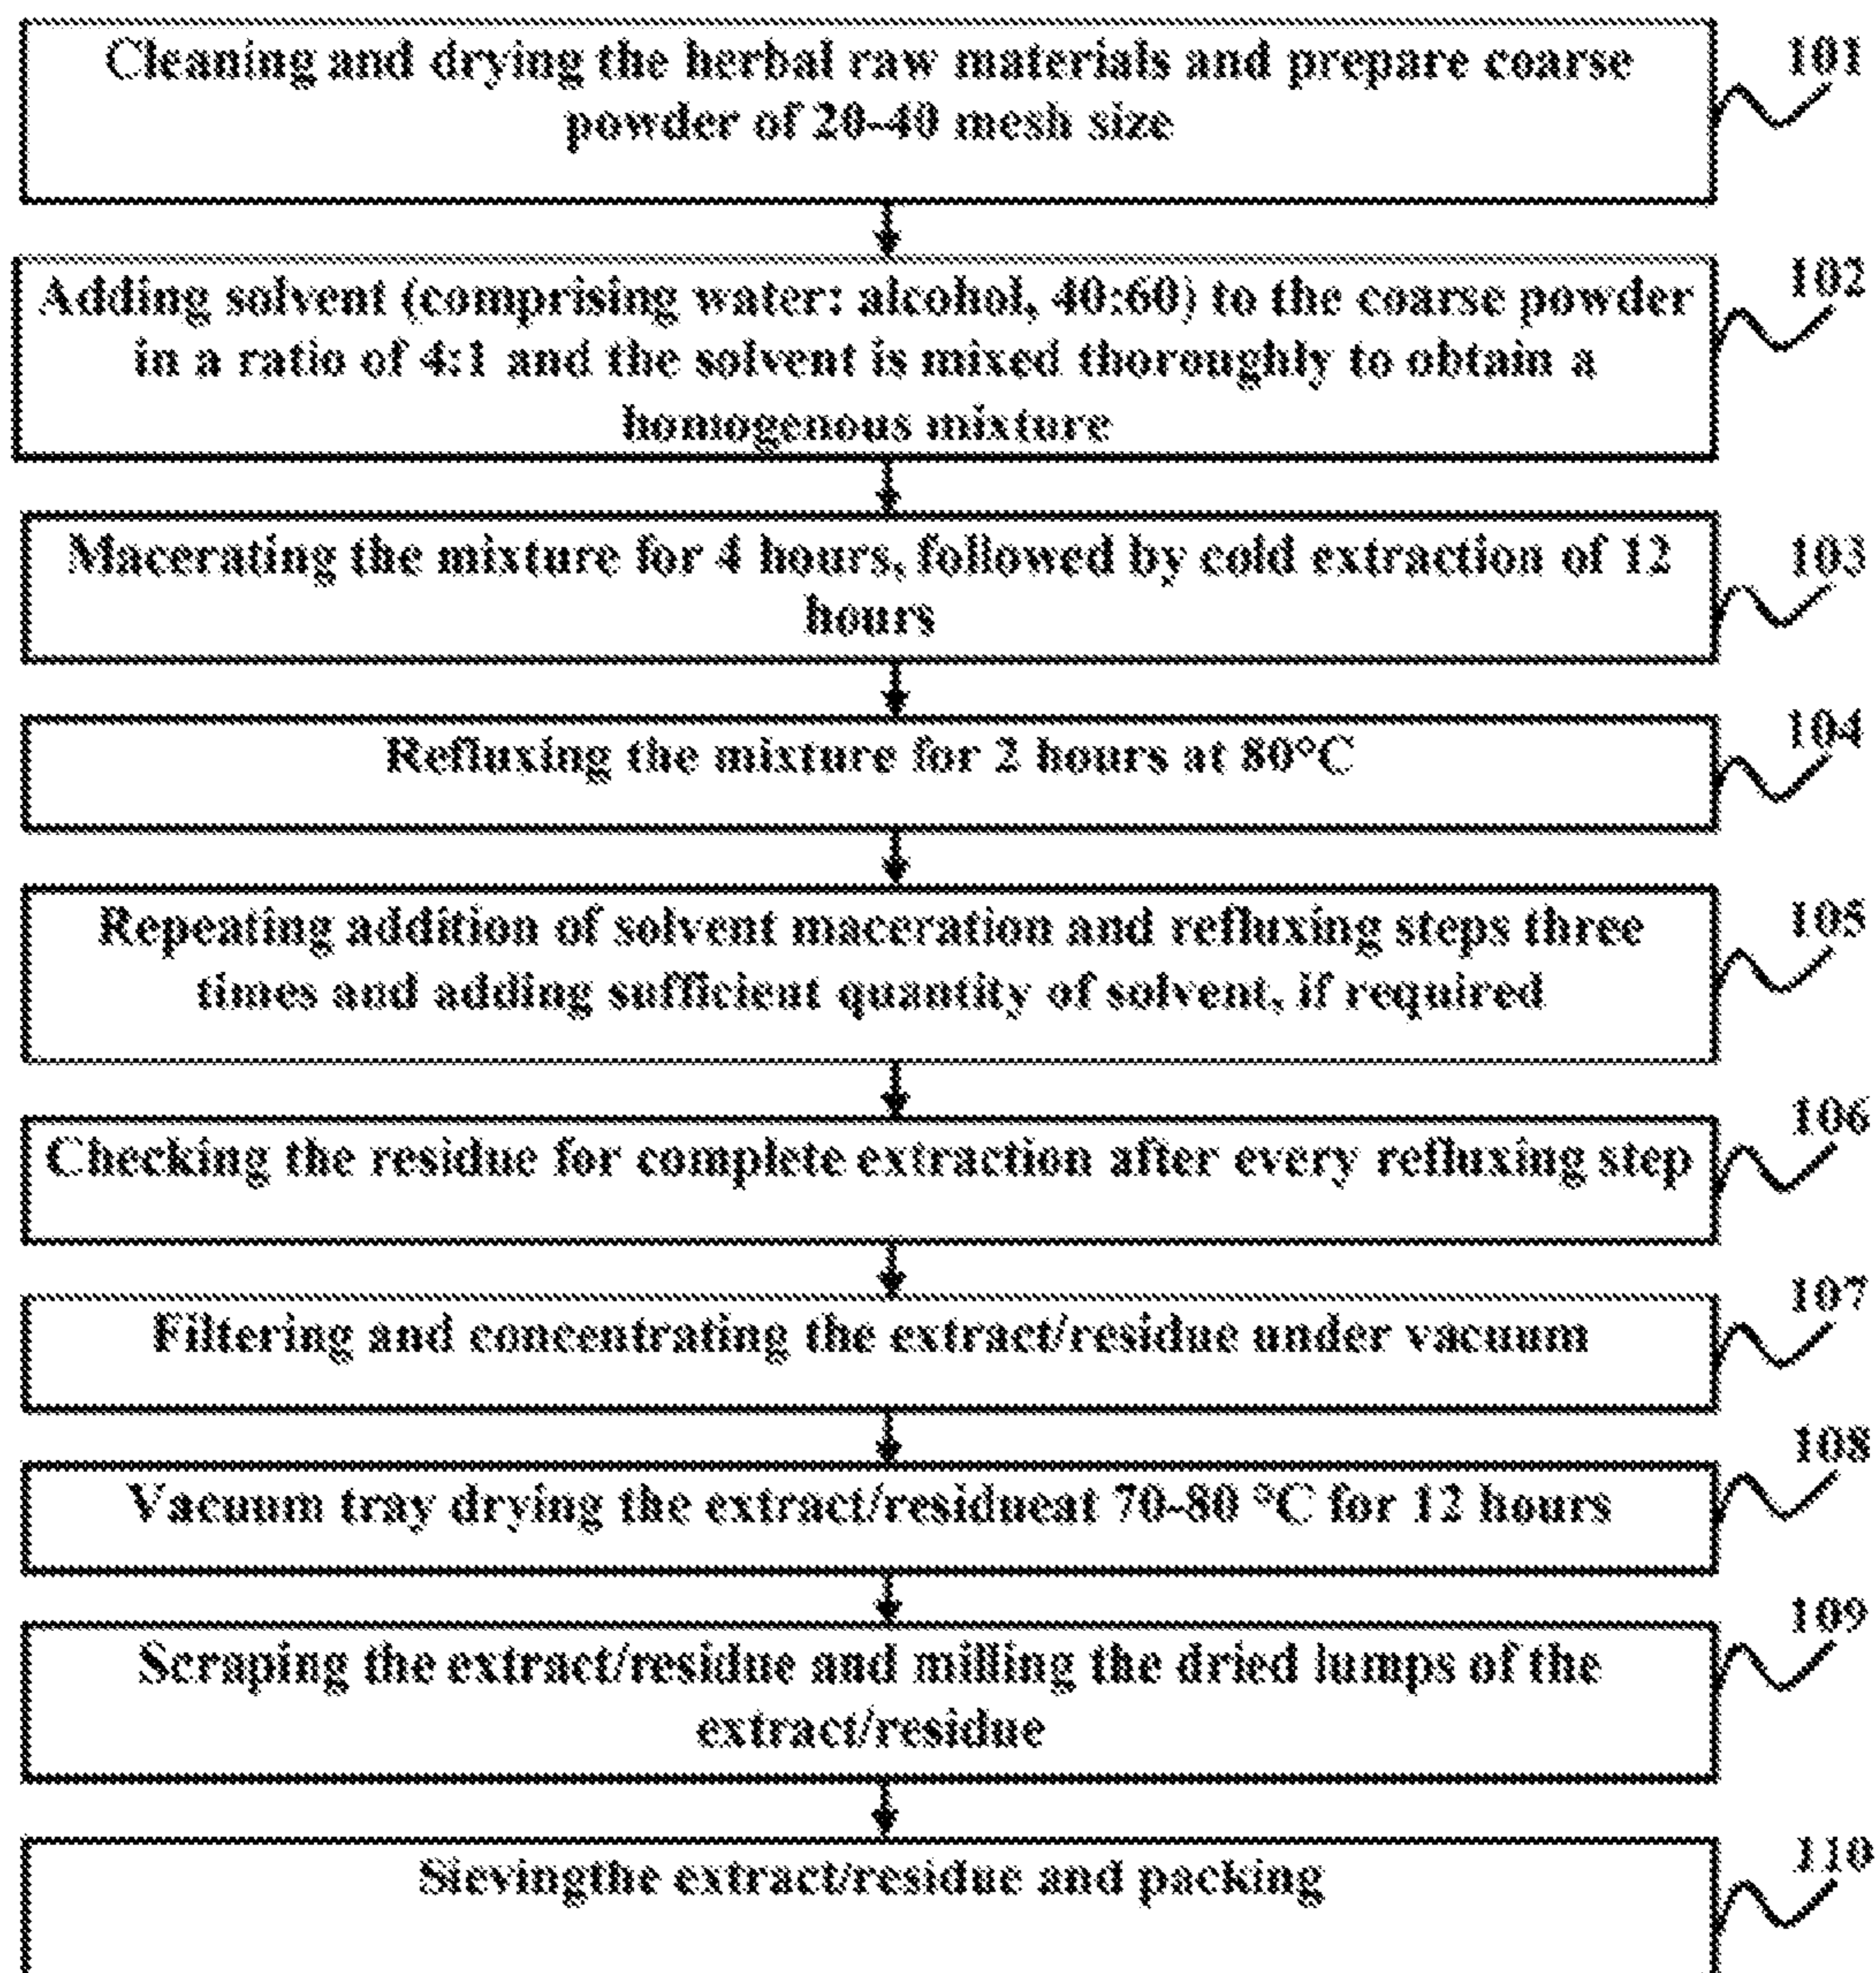 Cleaning and drying the herbal raw materials and prepare coarse
powder of 20-40 mesh size
101
Adding solvent (comprising water: alcohol, 40:60) to the coarse powder
in a ratio of 4:1 and the solvent is mixed thoroughly to obtain a
homogenous mixture
102
Macerating the mixture for 4 hours, followed by cold extraction of 12
hours
103
Refluxing the mixture for 2 hours at 80°C
104
Repeating addition of solvent maceration and refluxing steps three
times and adding sufficient quantity of solvent, if required
105
Checking the residue for complete extraction after every refluxing step
106
Filtering and concentrating the extract/residue under vacuum
107
Vacuum tray drying the extract/residueat 70-80 °C for 12 hours
108
Scraping the extract/residue and milling the dried lumps of the
extract/residue
109
Sievingthe extract/residue and packing
110